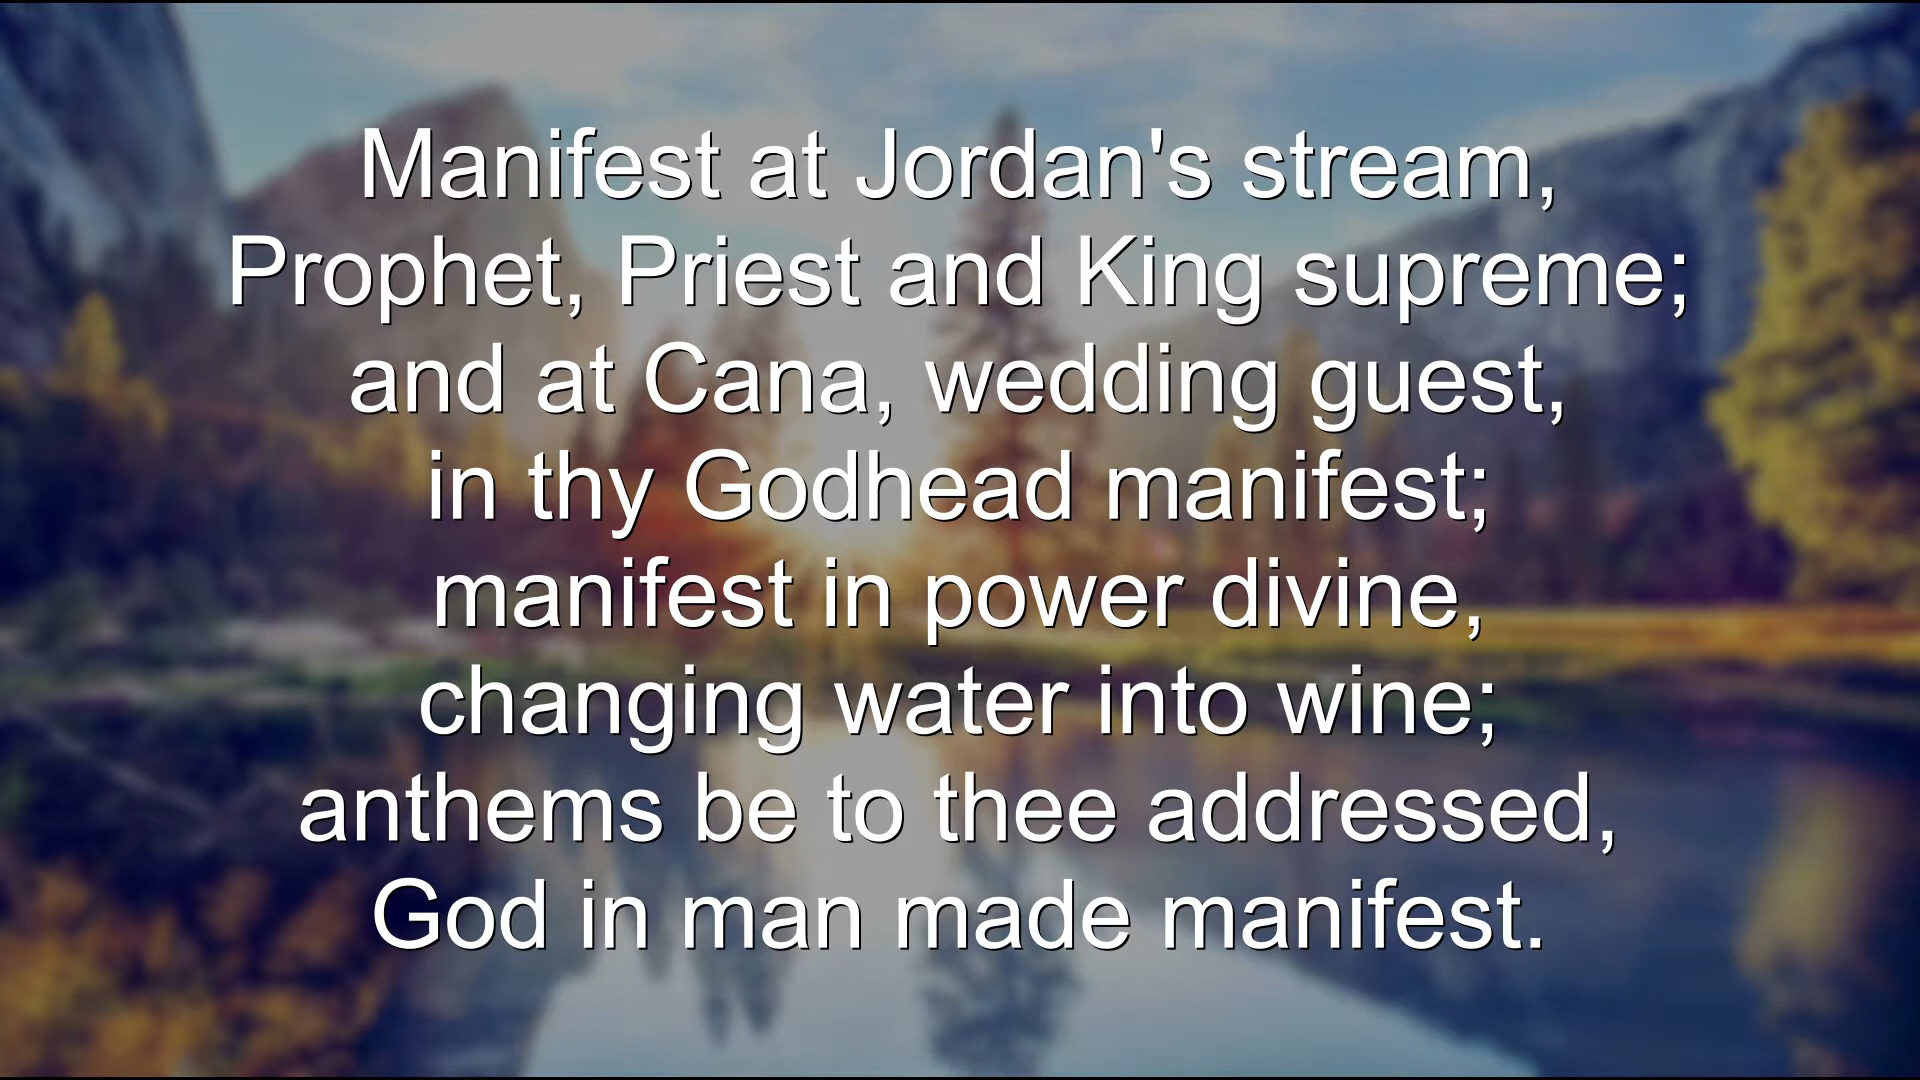 Manifest at Jordan's stream,
Prophet, Priest and King supreme;
and at Cana, wedding guest,
in thy Godhead manifest;
manifest in power divine,
changing water into wine;
anthems be to thee addressed,
God in man made manifest.